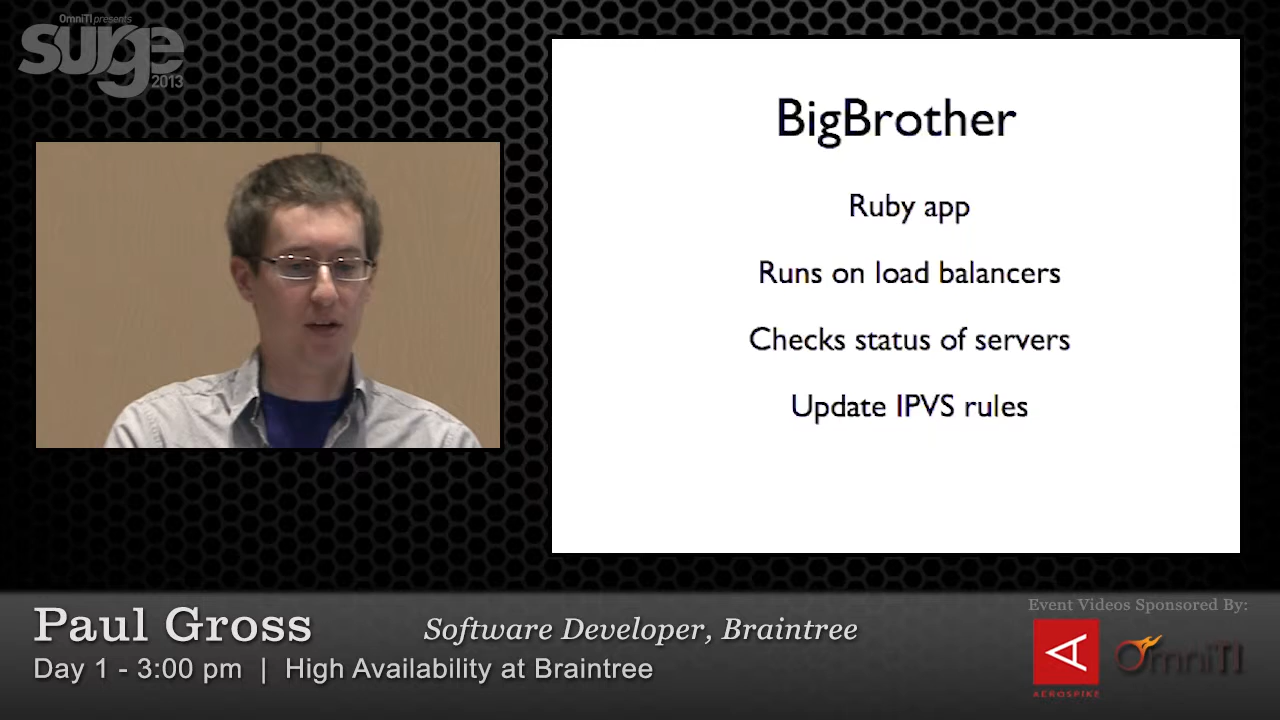 OmniTI presents
surge
2013
BigBrother
Ruby app
Runs on load balancers
Checks status of servers
Update IPVS rules
Paul Gross
Software Developer, Braintree
Day 1 - 3:00 pm | High Availability at Braintree
Event Videos Sponsored By:
AEROSPIKE
OmniTI